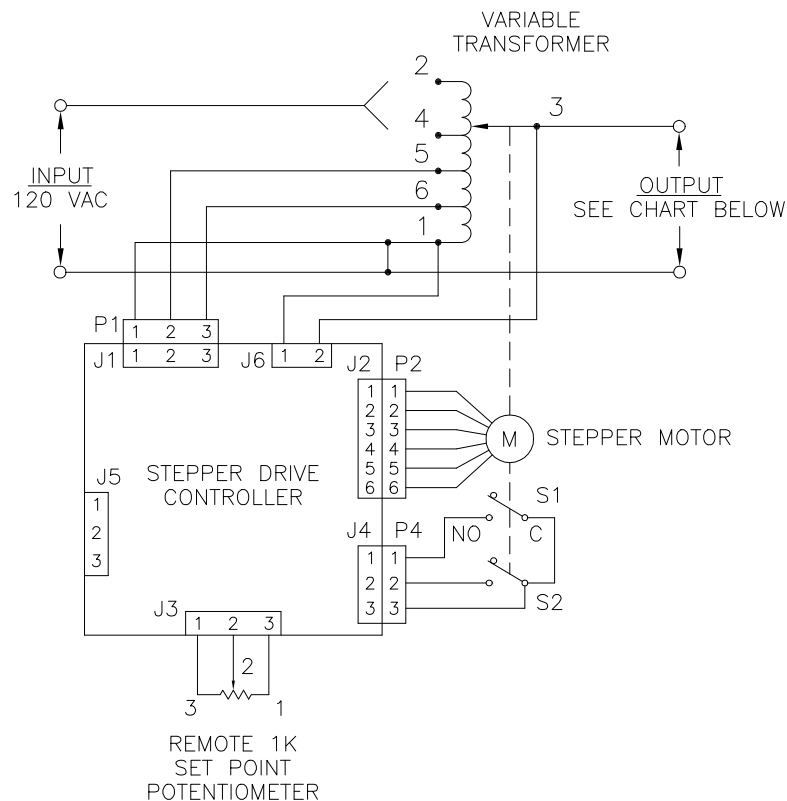 VARIABLE
TRANSFORMER
2
3
4
5
6
1
INPUT
120 VAC
OUTPUT
SEE CHART BELOW
P1
1 2 3
J1
1 2 3
J6
1 2
J2 P2
1 1
2 2
3 3
4 4
5 5
6 6
M
STEPPER MOTOR
STEPPER DRIVE
CONTROLLER
J5
1
2
3
S1
NO C
J4 P4
1 1
2 2
3 3
S2
J3
1 2 3
2
3 1
REMOTE 1K
SET POINT
POTENTIOMETER